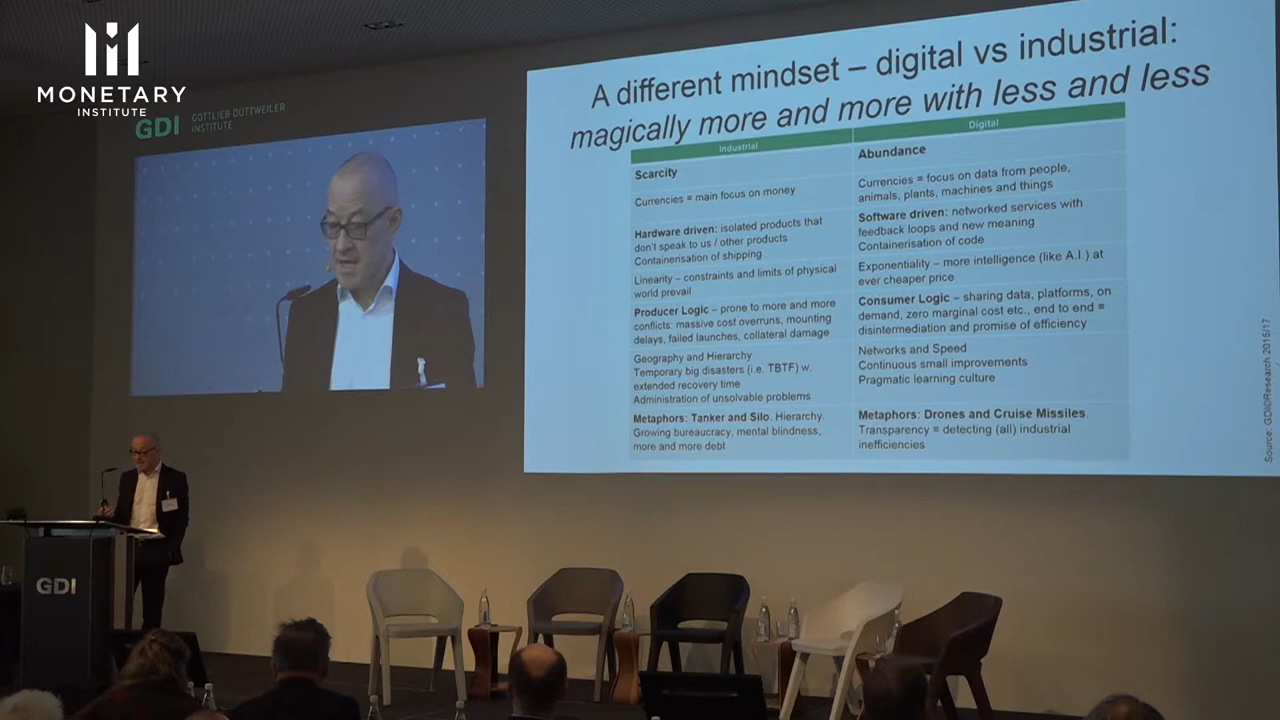 MONETARY
INSTITUTE
GDI
GOTTLIEB DUTTWEILER
INSTITUTE
A different mindset – digital vs industrial:
magically more and more with less and less
Industrial
Digital
Scarcity
Abundance
Currencies = main focus on money
Currencies = focus on data from people,
animals, plants, machines and things
Hardware driven: isolated products that
don't speak to us / other products
Containerisation of shipping
Software driven: networked services with
feedback loops and new meaning
Containerisation of code
Linearity – constraints and limits of physical
world prevail
Exponentiality – more intelligence (like A.I.) at
ever cheaper price
Producer Logic – prone to more and more
conflicts: massive cost overruns, mounting
delays, failed launches, collateral damage
Consumer Logic – sharing data, platforms, on
demand, zero marginal cost etc., end to end =
disintermediation and promise of efficiency
Geography and Hierarchy
Temporary big disasters (i.e. TBTF) w.
extended recovery time
Administration of unsolvable problems
Networks and Speed
Continuous small improvements
Pragmatic learning culture
Metaphors: Tanker and Silo. Hierarchy.
Growing bureaucracy, mental blindness,
more and more debt
Metaphors: Drones and Cruise Missiles.
Transparency = detecting (all) industrial
inefficiencies
Source: GDI/DResearch 2015/17
GDI